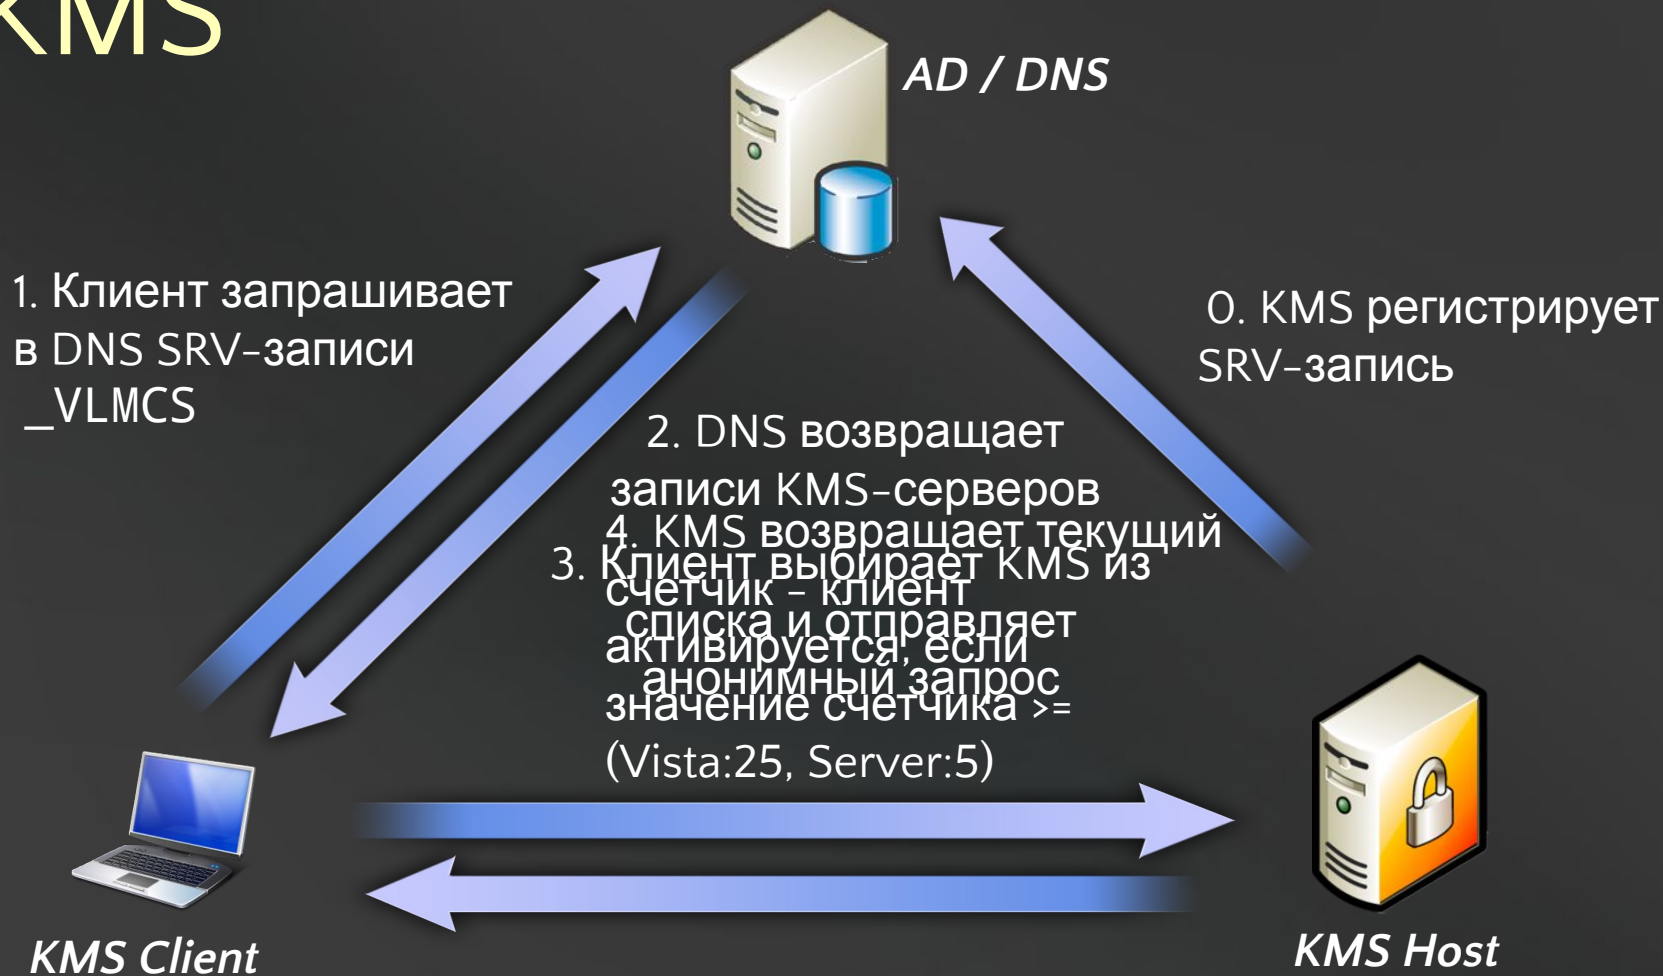 KMS
AD / DNS
1. Клиент запрашивает
в DNS SRV-записи
_VLMCS
0. KMS регистрирует
SRV-запись
2. DNS возвращает
записи KMS-серверов
3. Клиент выбирает KMS из
списка и отправляет
анонимный запрос
4. KMS возвращает текущий
счетчик - клиент
активируется, если
значение счетчика >=
(Vista:25, Server:5)
KMS Client
KMS Host